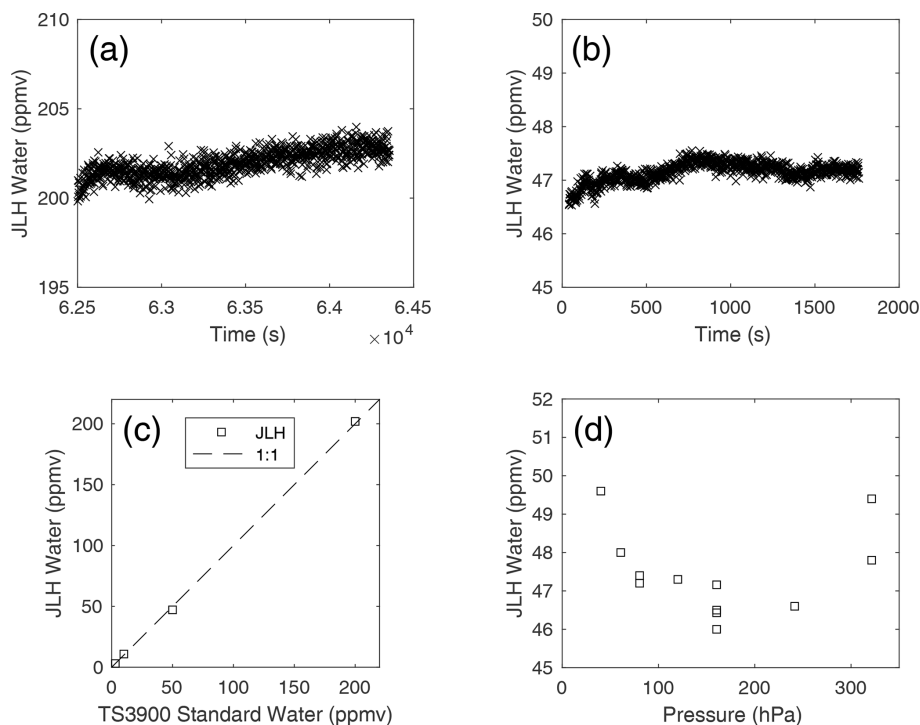 (a)
210
205
200
195
JLH Water (ppmv)
6.25 6.3 6.35 6.4 6.45
Time (s)
×10⁴
(b)
50
49
48
47
46
45
JLH Water (ppmv)
0 500 1000 1500 2000
Time (s)
(c)
JLH
1:1
200
150
100
50
0
JLH Water (ppmv)
0 50 100 150 200
TS3900 Standard Water (ppmv)
(d)
52
51
50
49
48
47
46
45
JLH Water (ppmv)
0 100 200 300
Pressure (hPa)